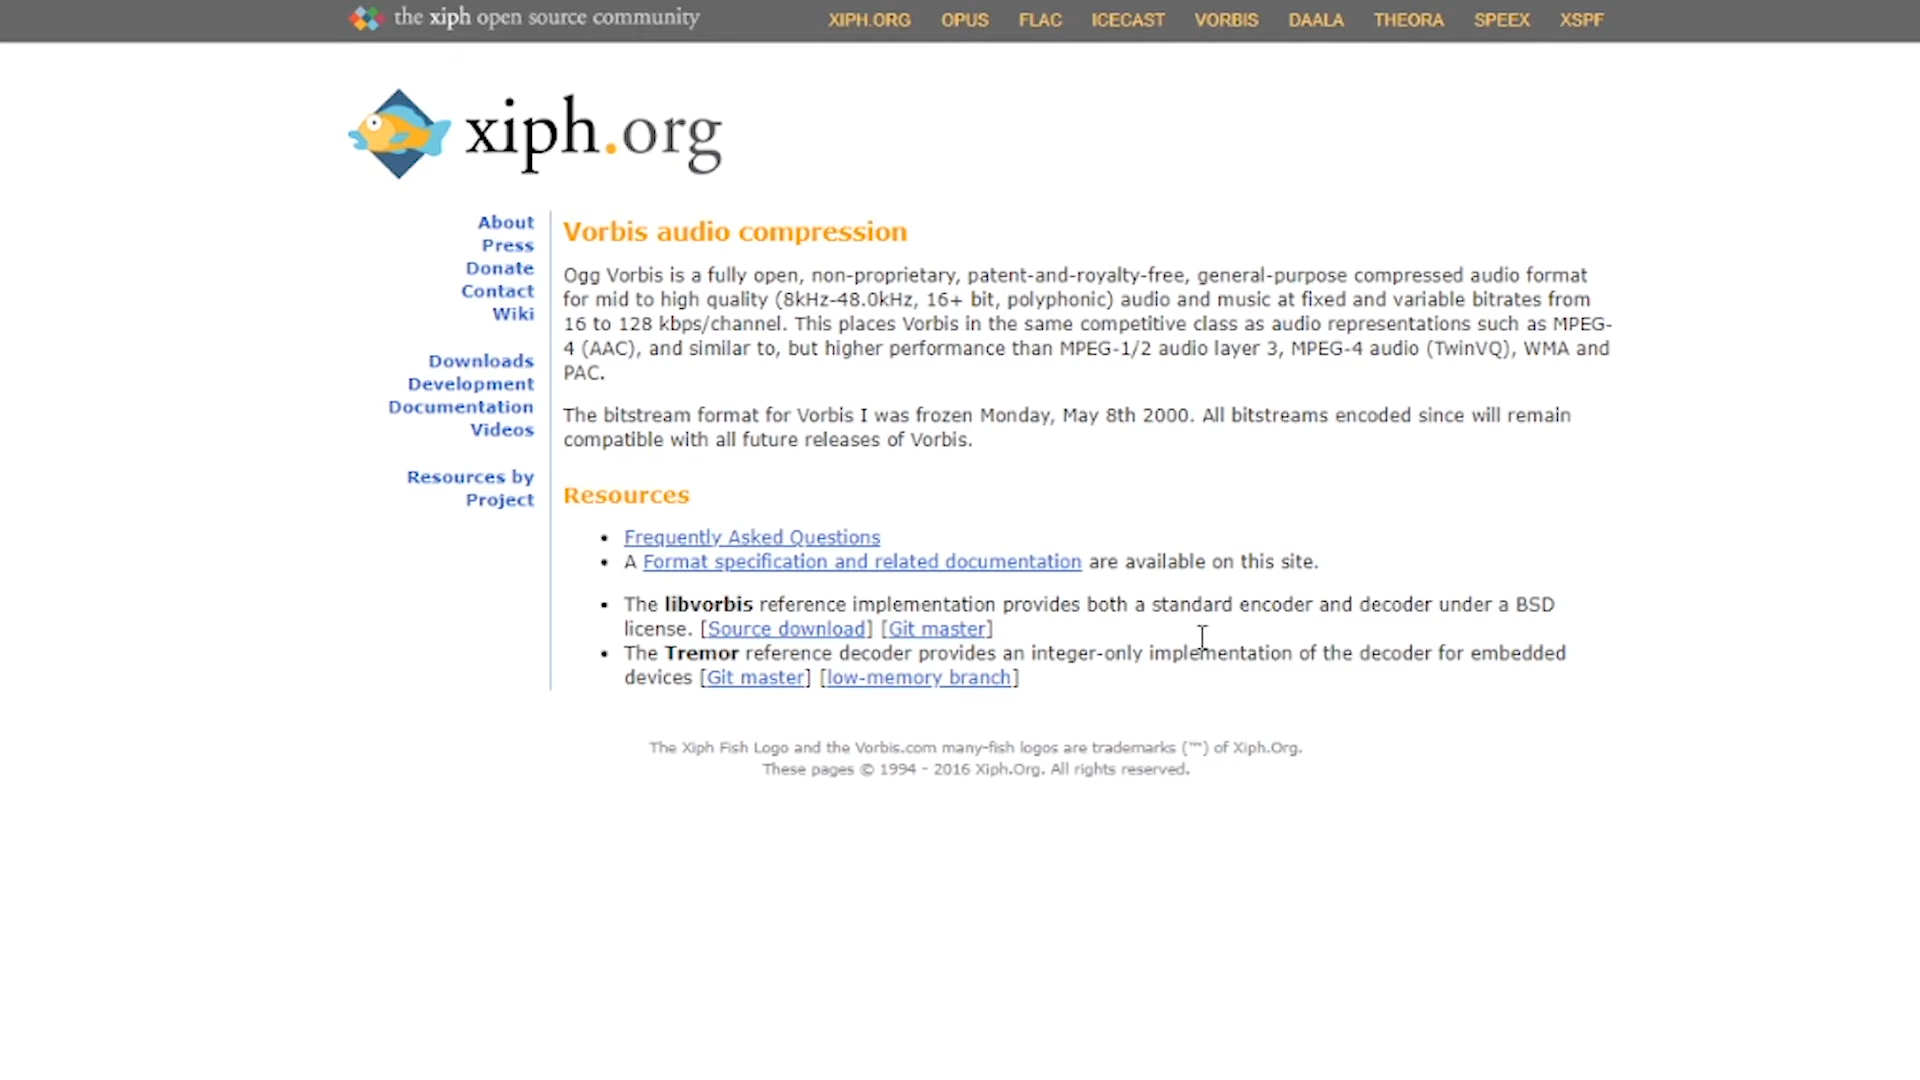 the xiph open source community
XIPH.ORG OPUS FLAC ICECAST VORBIS DAALA THEORA SPEEX XSPF
xiph.org
About
Press
Donate
Contact
Wiki
Downloads
Development
Documentation
Videos
Resources by
Project
Vorbis audio compression
Ogg Vorbis is a fully open, non-proprietary, patent-and-royalty-free, general-purpose compressed audio format
for mid to high quality (8kHz-48.0kHz, 16+ bit, polyphonic) audio and music at fixed and variable bitrates from
16 to 128 kbps/channel. This places Vorbis in the same competitive class as audio representations such as MPEG-
4 (AAC), and similar to, but higher performance than MPEG-1/2 audio layer 3, MPEG-4 audio (TwinVQ), WMA and
PAC.
The bitstream format for Vorbis I was frozen Monday, May 8th 2000. All bitstreams encoded since will remain
compatible with all future releases of Vorbis.
Resources
• Frequently Asked Questions
• A Format specification and related documentation are available on this site.
• The libvorbis reference implementation provides both a standard encoder and decoder under a BSD
license. [Source download] [Git master]
• The Tremor reference decoder provides an integer-only implementation of the decoder for embedded
devices [Git master] [low-memory branch]
The Xiph Fish Logo and the Vorbis.com many-fish logos are trademarks (™) of Xiph.Org.
These pages © 1994 - 2016 Xiph.Org. All rights reserved.